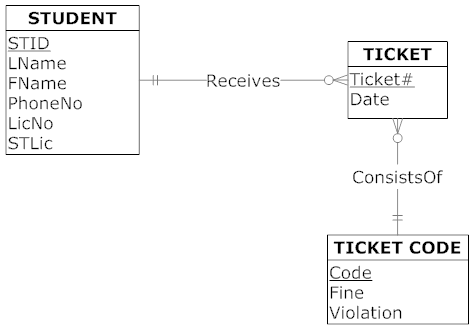 STUDENT
STID
LName
FName
PhoneNo
LicNo
STLic
Receives
TICKET
Ticket#
Date
ConsistsOf
TICKET CODE
Code
Fine
Violation